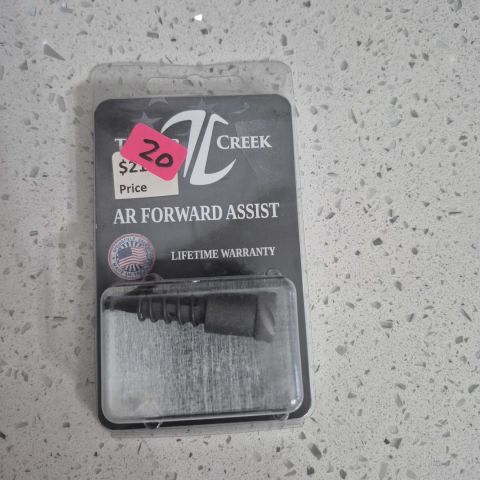 T CREEK
20
$21
Price
AR FORWARD ASSIST
LIFETIME WARRANTY